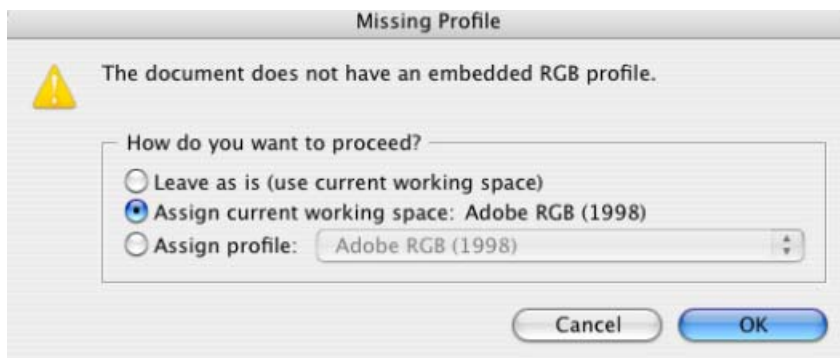 Missing Profile
The document does not have an embedded RGB profile.
How do you want to proceed?
Leave as is (use current working space)
Assign current working space: Adobe RGB (1998)
Assign profile: Adobe RGB (1998)
Cancel OK